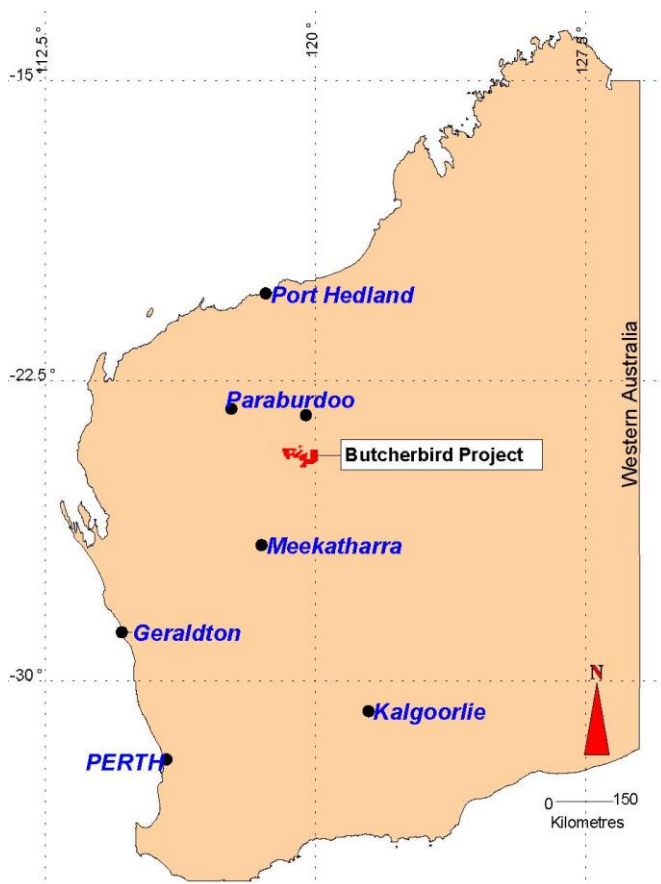 112.5°
120°
127.5°
-15
Port Hedland
-22.5°
Paraburdoo
Butcherbird Project
Western Australia
Meekatharra
Geraldton
-30°
N
Kalgoorlie
PERTH
0 150
Kilometres